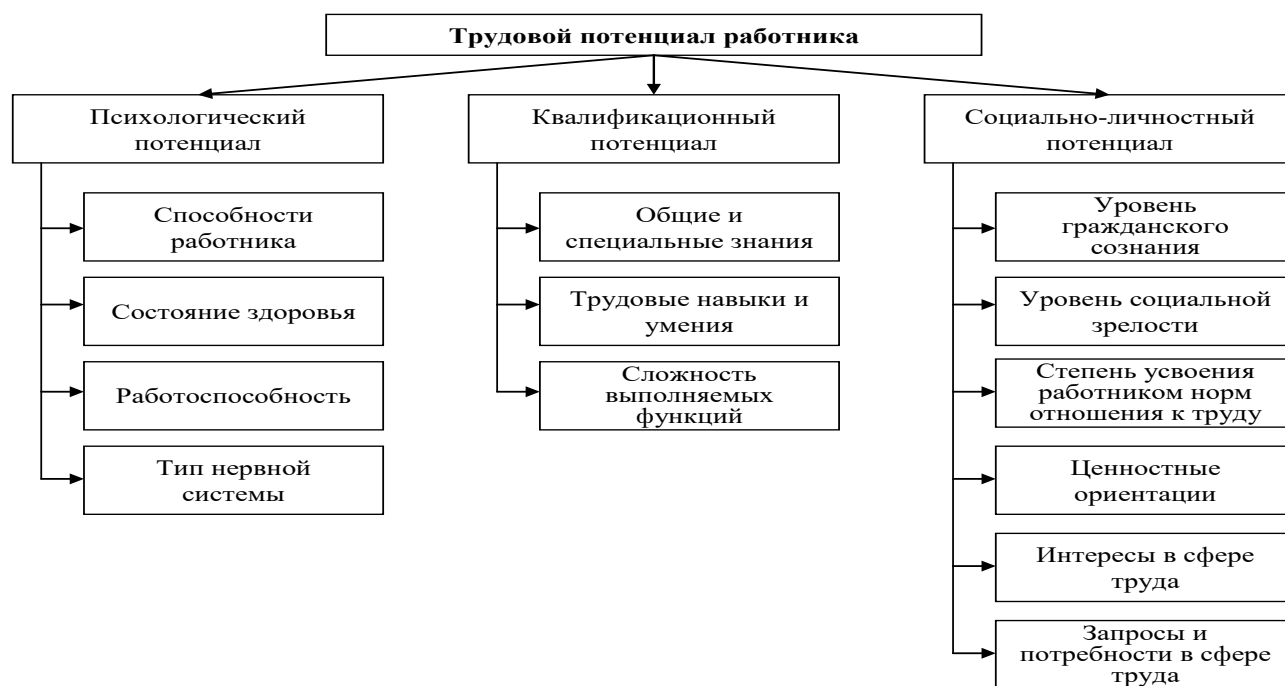 Трудовой потенциал работника
Психологический
потенциал
Способности
работника
Состояние здоровья
Работоспособность
Тип нервной
системы
Квалификационный
потенциал
Общие и
специальные знания
Трудовые навыки и
умения
Сложность
выполняемых
функций
Социально-личностный
потенциал
Уровень
гражданского
сознания
Уровень социальной
зрелости
Степень усвоения
работником норм
отношения к труду
Ценностные
ориентации
Интересы в сфере
труда
Запросы и
потребности в сфере
труда